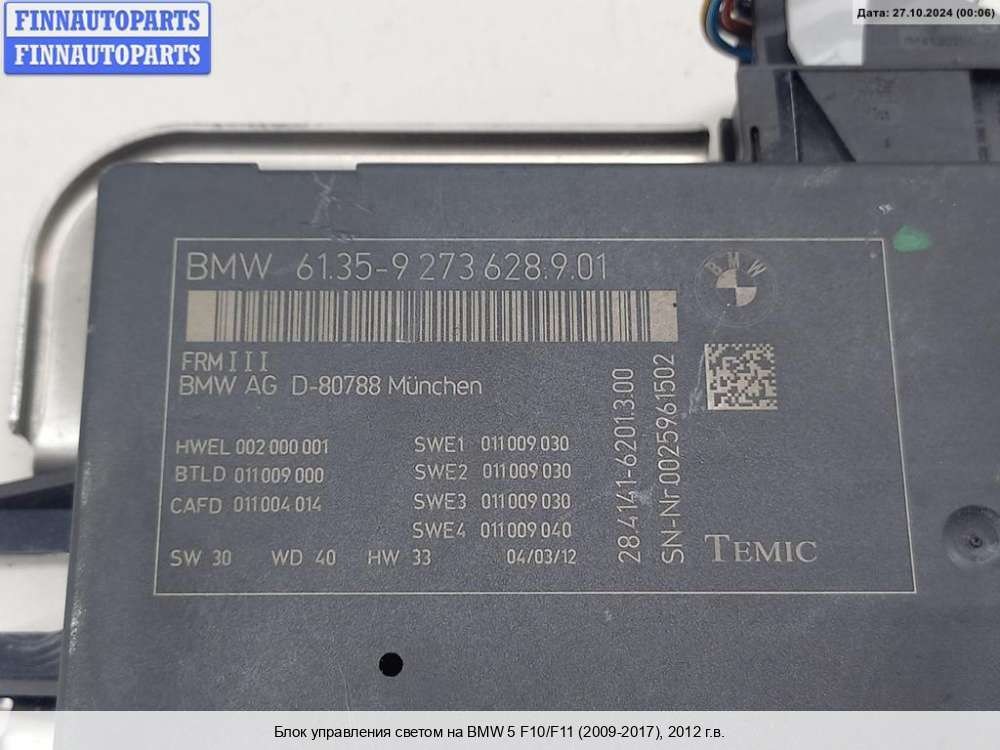 FINNAUTOPARTS
FINNAUTOPARTS
Дата: 27.10.2024 (00:06)
BMW 61.35-9 273 628.9.01
BMW
FRM III
BMW AG D-80788 München
HWEL 002 000 001
BTLD 011 009 000
CAFD 011 004 014
SWE1 011 009 030
SWE2 011 009 030
SWE3 011 009 030
SWE4 011 009 040
SW 30 WD 40 HW 33 04/03/12
28.4141-6201.3.00
SN-Nr 0025961502
TEMIC
Блок управления светом на BMW 5 F10/F11 (2009-2017), 2012 г.в.